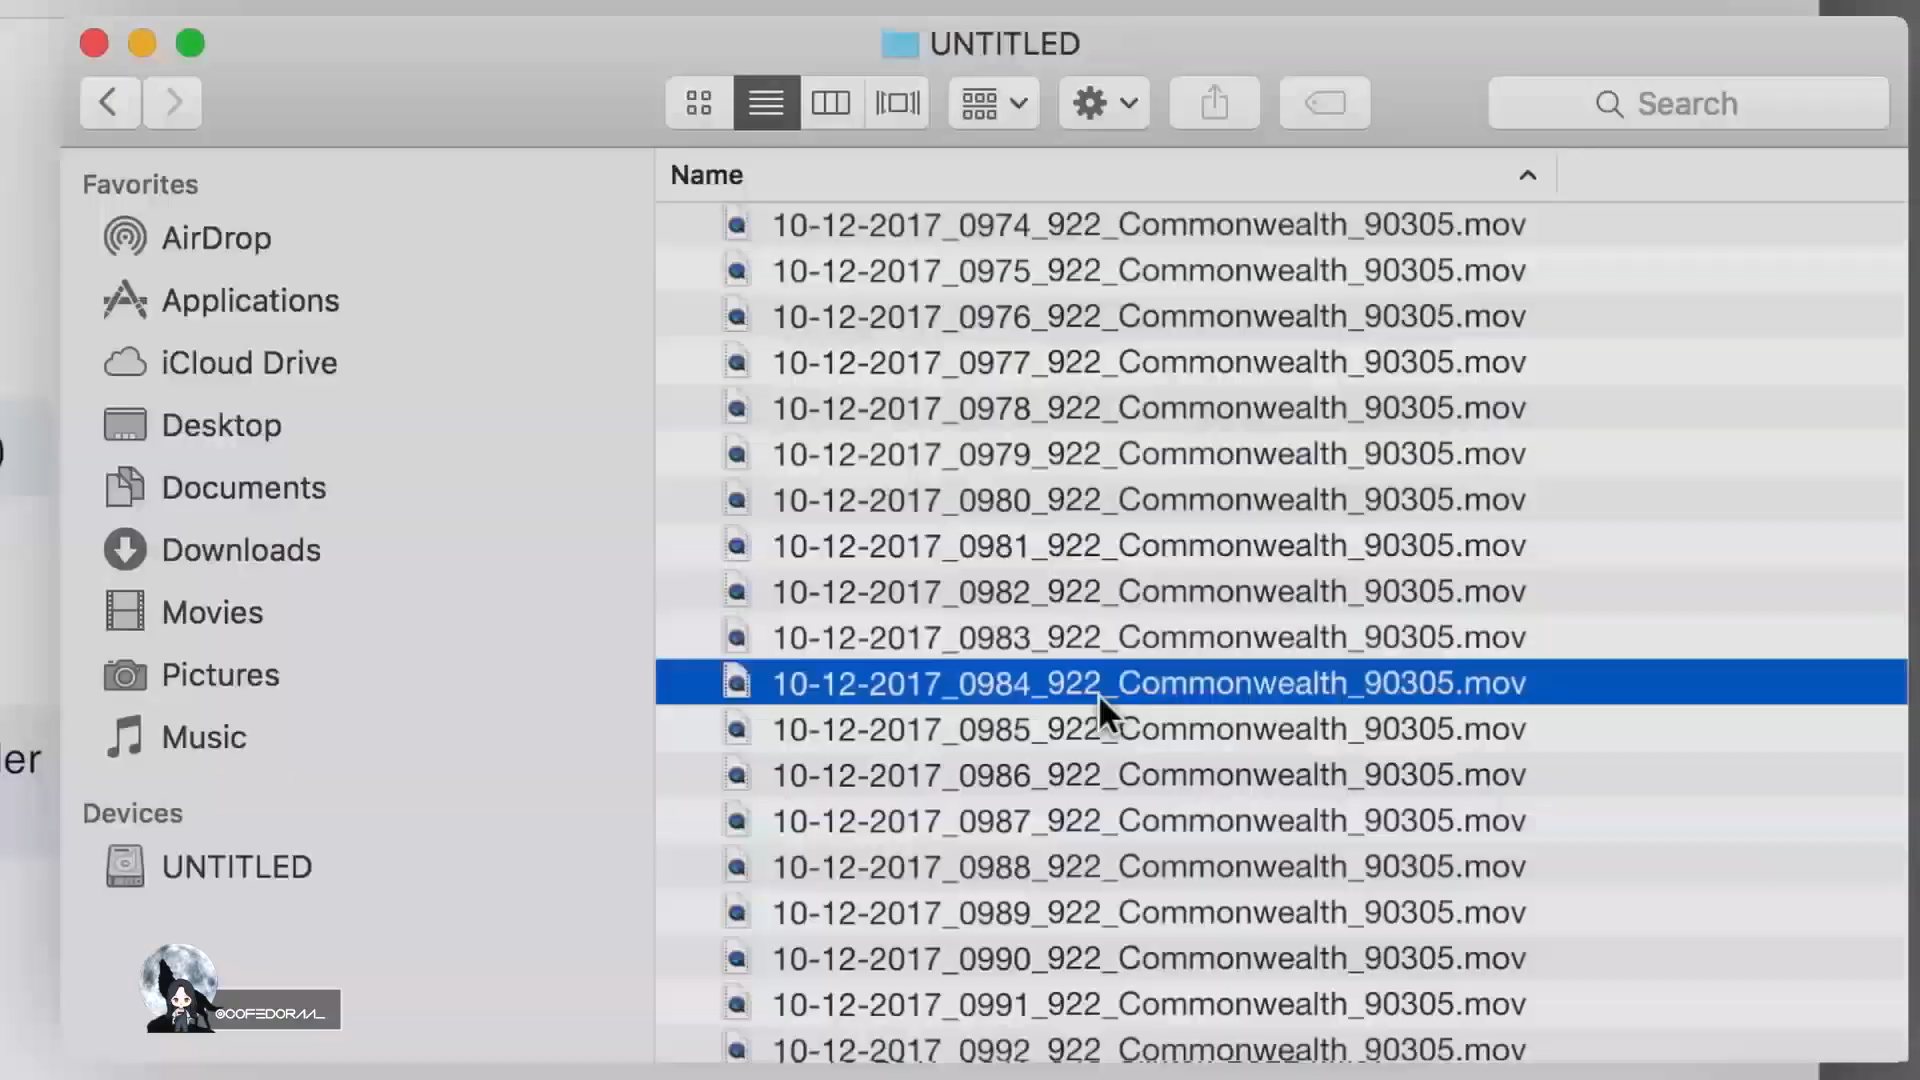 UNTITLED
Search
Favorites
AirDrop
Applications
iCloud Drive
Desktop
Documents
Downloads
Movies
Pictures
Music
Devices
UNTITLED
Name
10-12-2017_0974_922_Commonwealth_90305.mov
10-12-2017_0975_922_Commonwealth_90305.mov
10-12-2017_0976_922_Commonwealth_90305.mov
10-12-2017_0977_922_Commonwealth_90305.mov
10-12-2017_0978_922_Commonwealth_90305.mov
10-12-2017_0979_922_Commonwealth_90305.mov
10-12-2017_0980_922_Commonwealth_90305.mov
10-12-2017_0981_922_Commonwealth_90305.mov
10-12-2017_0982_922_Commonwealth_90305.mov
10-12-2017_0983_922_Commonwealth_90305.mov
10-12-2017_0984_922_Commonwealth_90305.mov
10-12-2017_0985_922_Commonwealth_90305.mov
10-12-2017_0986_922_Commonwealth_90305.mov
10-12-2017_0987_922_Commonwealth_90305.mov
10-12-2017_0988_922_Commonwealth_90305.mov
10-12-2017_0989_922_Commonwealth_90305.mov
10-12-2017_0990_922_Commonwealth_90305.mov
10-12-2017_0991_922_Commonwealth_90305.mov
10-12-2017_0992_922_Commonwealth_90305.mov